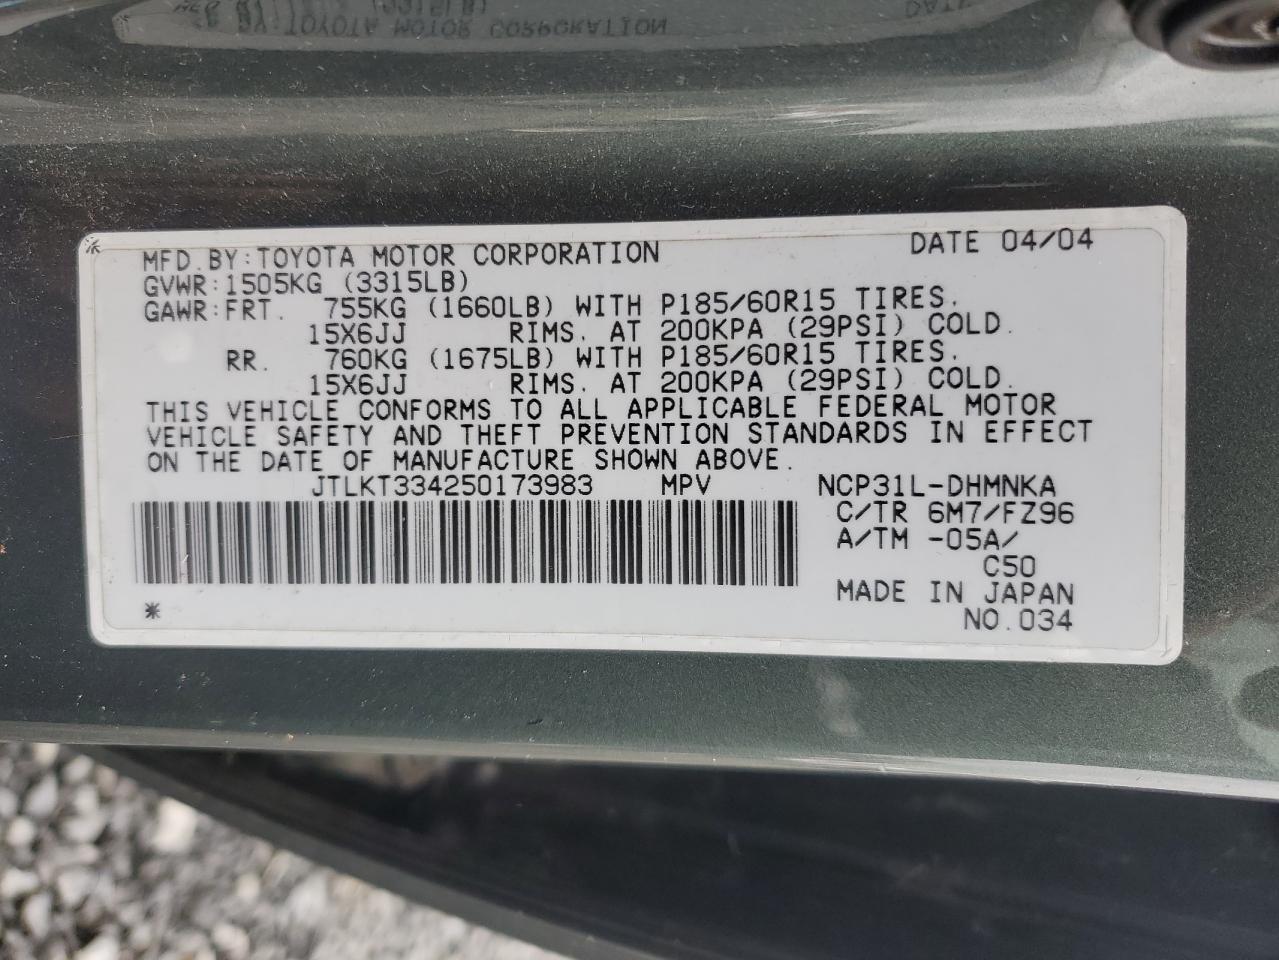 MFD.BY:TOYOTA MOTOR CORPORATION DATE 04/04
GVWR:1505KG (3315LB)
GAWR:FRT. 755KG (1660LB) WITH P185/60R15 TIRES.
15X6JJ RIMS. AT 200KPA (29PSI) COLD.
RR. 760KG (1675LB) WITH P185/60R15 TIRES.
15X6JJ RIMS. AT 200KPA (29PSI) COLD.
THIS VEHICLE CONFORMS TO ALL APPLICABLE FEDERAL MOTOR
VEHICLE SAFETY AND THEFT PREVENTION STANDARDS IN EFFECT
ON THE DATE OF MANUFACTURE SHOWN ABOVE.
JTLKT334250173983 MPV NCP31L-DHMNKA
C/TR 6M7/FZ96
A/TM -05A/
C50
MADE IN JAPAN
NO.034